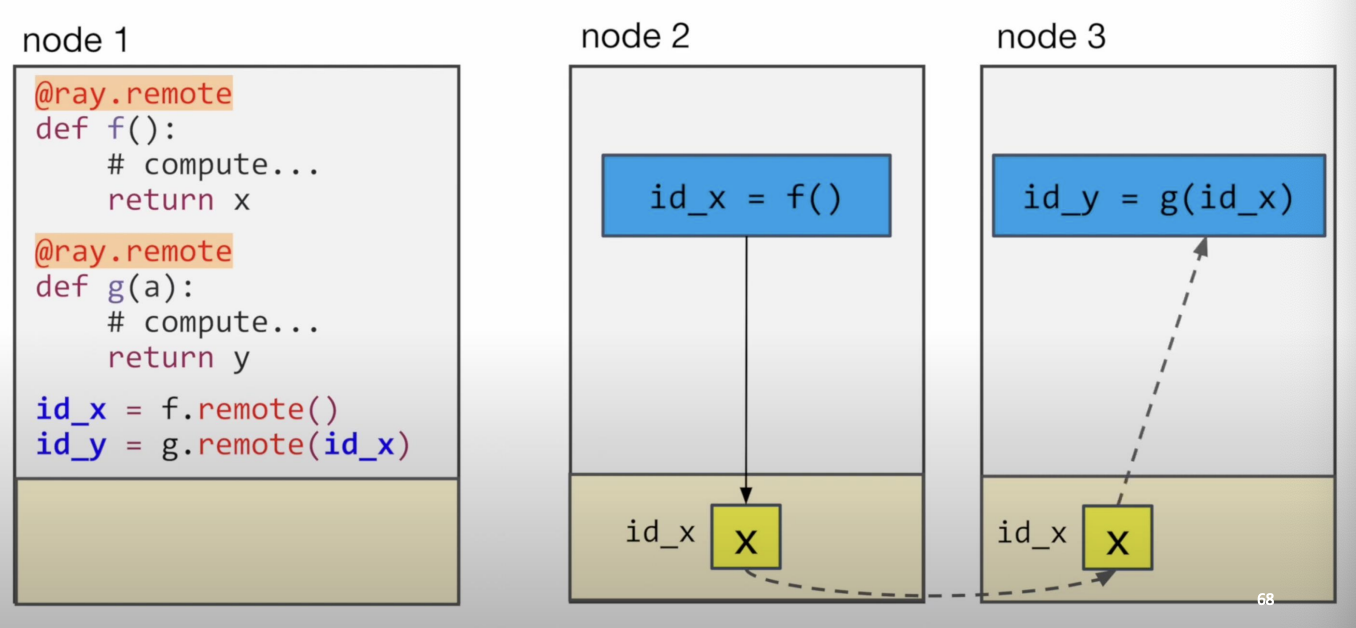 node 1
@ray.remote
def f():
    # compute...
    return x
@ray.remote
def g(a):
    # compute...
    return y
id_x = f.remote()
id_y = g.remote(id_x)
node 2
id_x = f()
id_x
x
node 3
id_y = g(id_x)
id_x
x
68